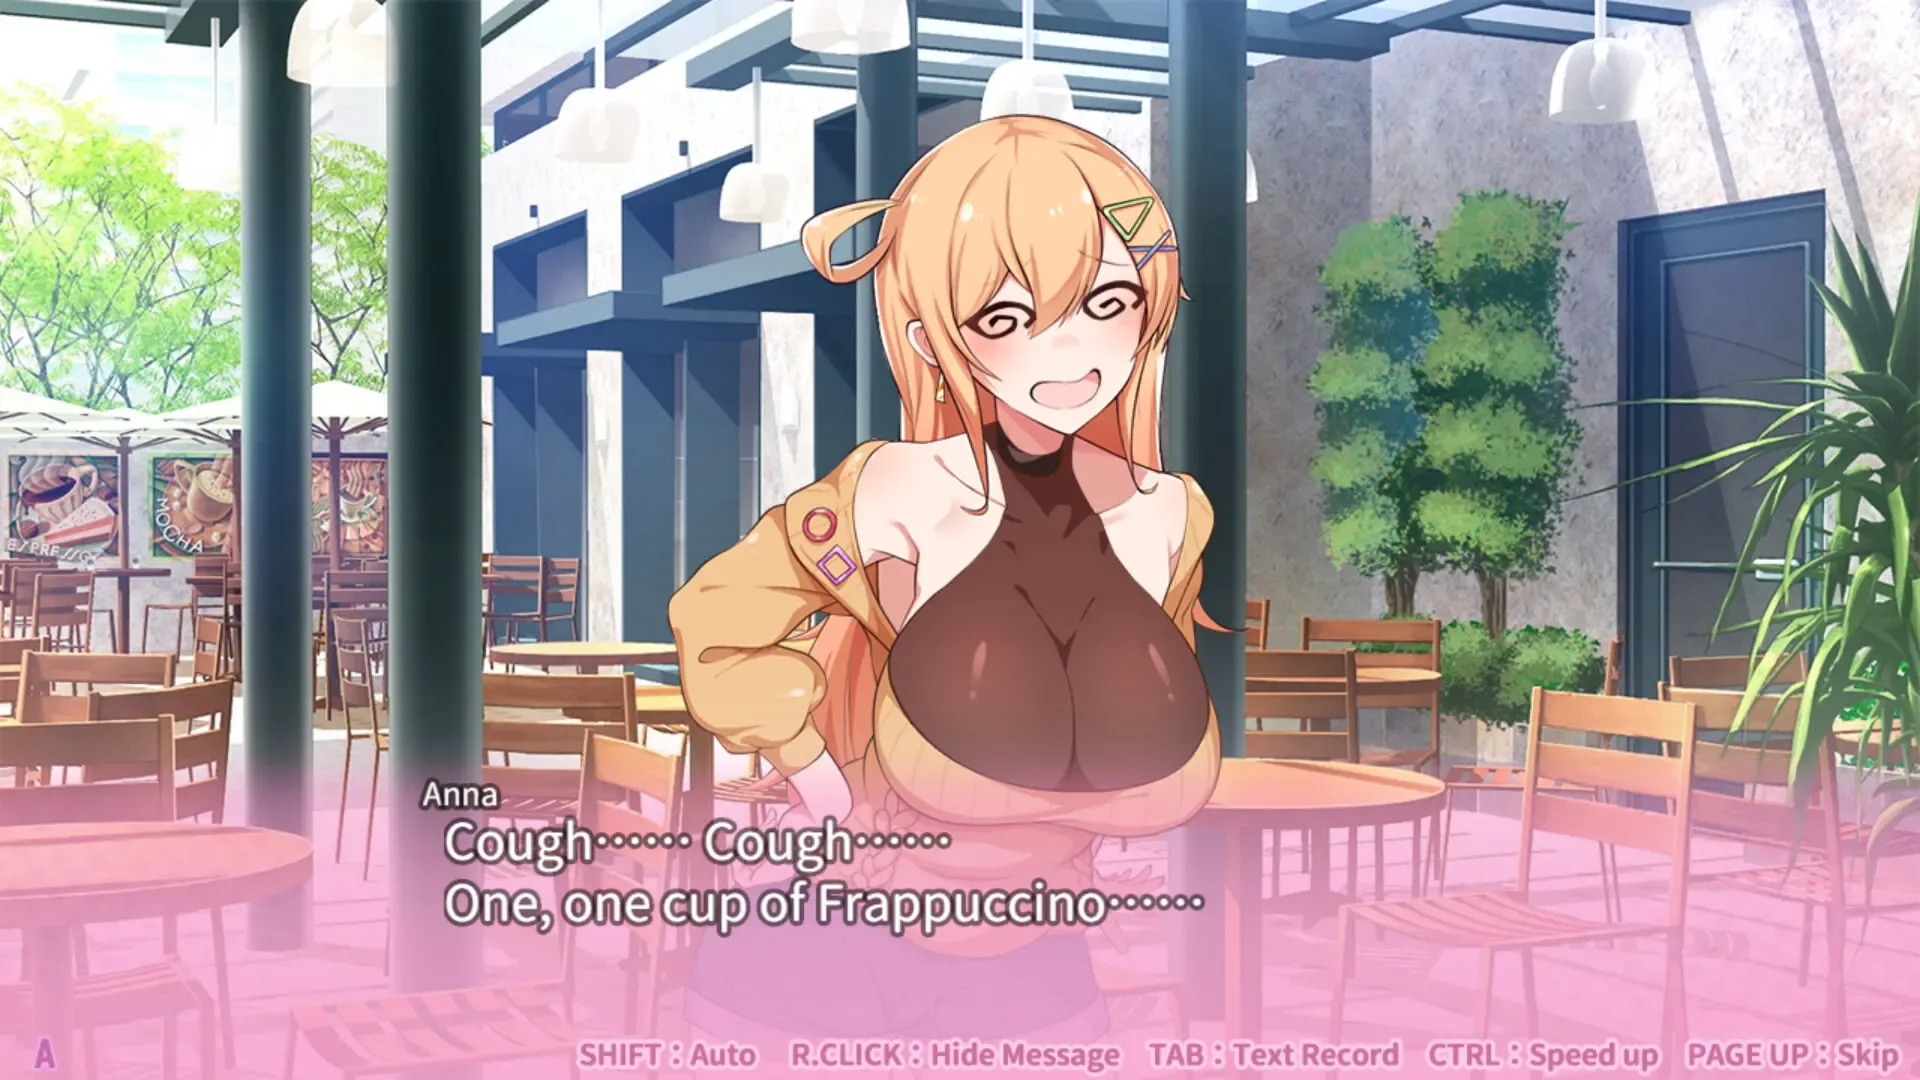 EXPRESSO
MOCHA
Anna
Cough…… Cough……
One, one cup of Frappuccino……
A
SHIFT：Auto R.CLICK：Hide Message TAB：Text Record CTRL：Speed up PAGE UP：Skip